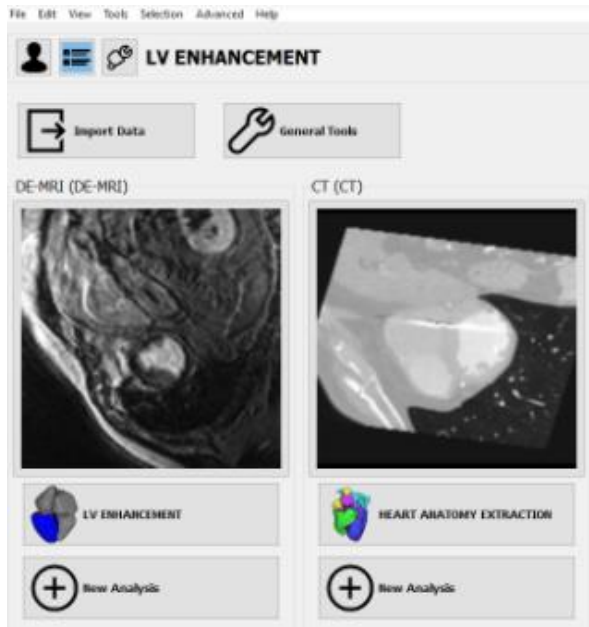 File Edit View Tools Selection Advanced Help
LV ENHANCEMENT
Import Data
General Tools
DE-MRI (DE-MRI)
CT (CT)
LV ENHANCEMENT
HEART ANATOMY EXTRACTION
New Analysis
New Analysis